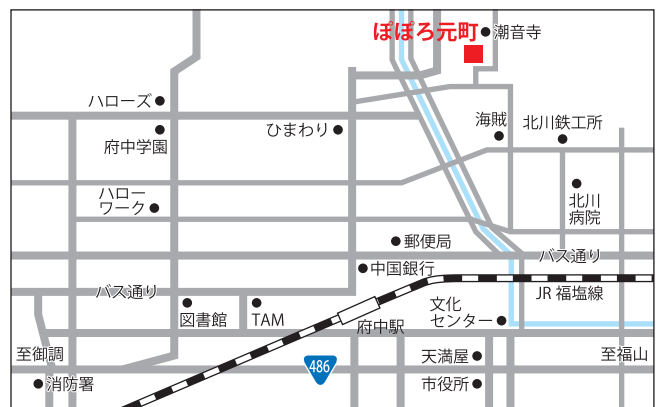 ぽぽろ元町
潮音寺
ハローズ
府中学園
ひまわり
海賊
北川鉄工所
ハロー
ワーク
北川
病院
郵便局
バス通り
中国銀行
バス通り
JR 福塩線
図書館
TAM
府中駅
文化
センター
至御調
天満屋
至福山
486
消防署
市役所